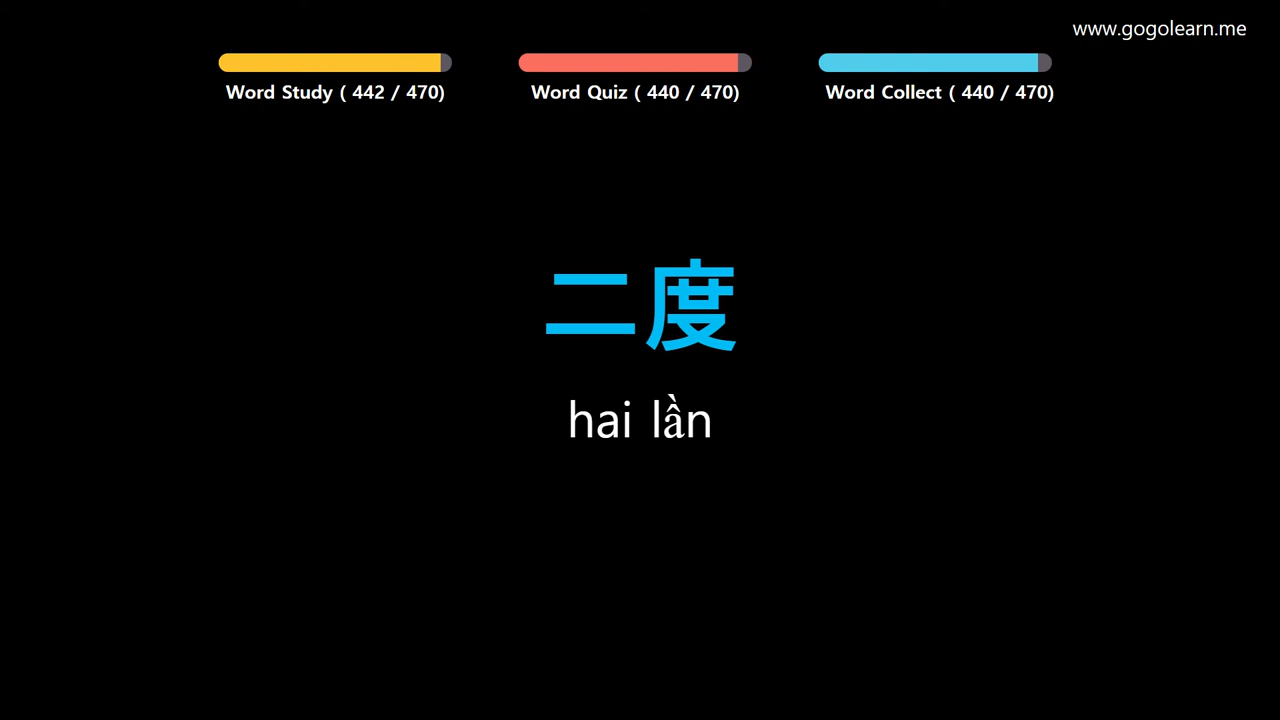 www.gogolearn.me
Word Study ( 442 / 470)
Word Quiz ( 440 / 470)
Word Collect ( 440 / 470)
二度
hai lần